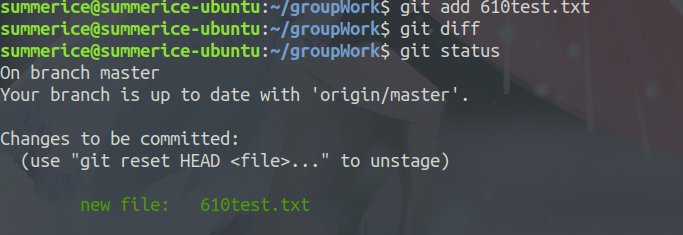 summerice@summerice-ubuntu:~/groupWork$ git add 610test.txt
summerice@summerice-ubuntu:~/groupWork$ git diff
summerice@summerice-ubuntu:~/groupWork$ git status
On branch master
Your branch is up to date with 'origin/master'.

Changes to be committed:
  (use "git reset HEAD <file>..." to unstage)

        new file:   610test.txt